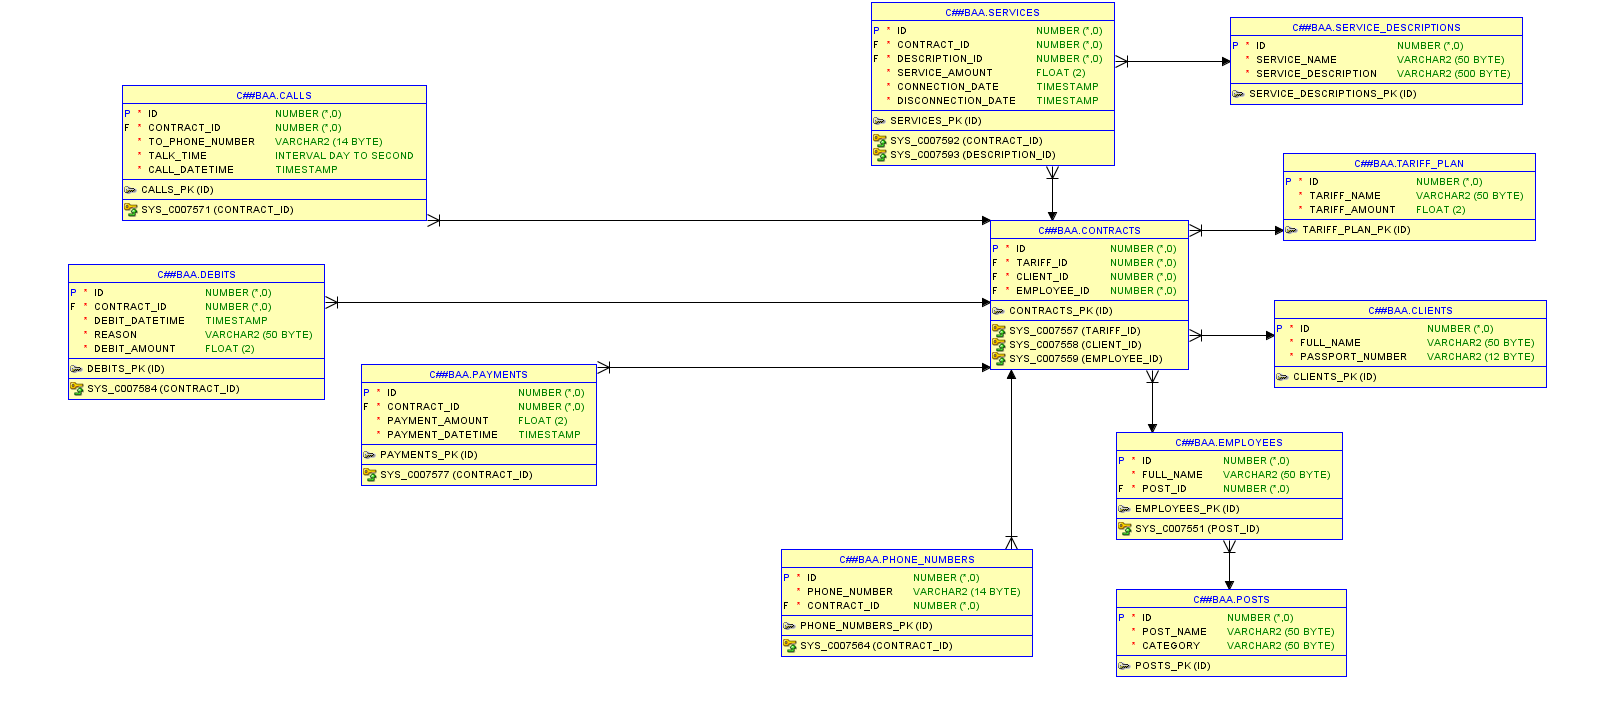 C##BAA.SERVICES
P * ID NUMBER (*,0)
F * CONTRACT_ID NUMBER (*,0)
F * DESCRIPTION_ID NUMBER (*,0)
* SERVICE_AMOUNT FLOAT (2)
* CONNECTION_DATE TIMESTAMP
* DISCONNECTION_DATE TIMESTAMP
SERVICES_PK (ID)
SYS_C007592 (CONTRACT_ID)
SYS_C007593 (DESCRIPTION_ID)
C##BAA.SERVICE_DESCRIPTIONS
P * ID NUMBER (*,0)
* SERVICE_NAME VARCHAR2 (50 BYTE)
* SERVICE_DESCRIPTION VARCHAR2 (500 BYTE)
SERVICE_DESCRIPTIONS_PK (ID)
C##BAA.CALLS
P * ID NUMBER (*,0)
F * CONTRACT_ID NUMBER (*,0)
* TO_PHONE_NUMBER VARCHAR2 (14 BYTE)
* TALK_TIME INTERVAL DAY TO SECOND
* CALL_DATETIME TIMESTAMP
CALLS_PK (ID)
SYS_C007571 (CONTRACT_ID)
C##BAA.TARIFF_PLAN
P * ID NUMBER (*,0)
* TARIFF_NAME VARCHAR2 (50 BYTE)
* TARIFF_AMOUNT FLOAT (2)
TARIFF_PLAN_PK (ID)
C##BAA.CONTRACTS
P * ID NUMBER (*,0)
F * TARIFF_ID NUMBER (*,0)
F * CLIENT_ID NUMBER (*,0)
F * EMPLOYEE_ID NUMBER (*,0)
CONTRACTS_PK (ID)
SYS_C007557 (TARIFF_ID)
SYS_C007558 (CLIENT_ID)
SYS_C007559 (EMPLOYEE_ID)
C##BAA.DEBITS
P * ID NUMBER (*,0)
F * CONTRACT_ID NUMBER (*,0)
* DEBIT_DATETIME TIMESTAMP
* REASON VARCHAR2 (50 BYTE)
* DEBIT_AMOUNT FLOAT (2)
DEBITS_PK (ID)
SYS_C007584 (CONTRACT_ID)
C##BAA.CLIENTS
P * ID NUMBER (*,0)
* FULL_NAME VARCHAR2 (50 BYTE)
* PASSPORT_NUMBER VARCHAR2 (12 BYTE)
CLIENTS_PK (ID)
C##BAA.PAYMENTS
P * ID NUMBER (*,0)
F * CONTRACT_ID NUMBER (*,0)
* PAYMENT_AMOUNT FLOAT (2)
* PAYMENT_DATETIME TIMESTAMP
PAYMENTS_PK (ID)
SYS_C007577 (CONTRACT_ID)
C##BAA.EMPLOYEES
P * ID NUMBER (*,0)
* FULL_NAME VARCHAR2 (50 BYTE)
F * POST_ID NUMBER (*,0)
EMPLOYEES_PK (ID)
SYS_C007551 (POST_ID)
C##BAA.PHONE_NUMBERS
P * ID NUMBER (*,0)
* PHONE_NUMBER VARCHAR2 (14 BYTE)
F * CONTRACT_ID NUMBER (*,0)
PHONE_NUMBERS_PK (ID)
SYS_C007564 (CONTRACT_ID)
C##BAA.POSTS
P * ID NUMBER (*,0)
* POST_NAME VARCHAR2 (50 BYTE)
* CATEGORY VARCHAR2 (50 BYTE)
POSTS_PK (ID)